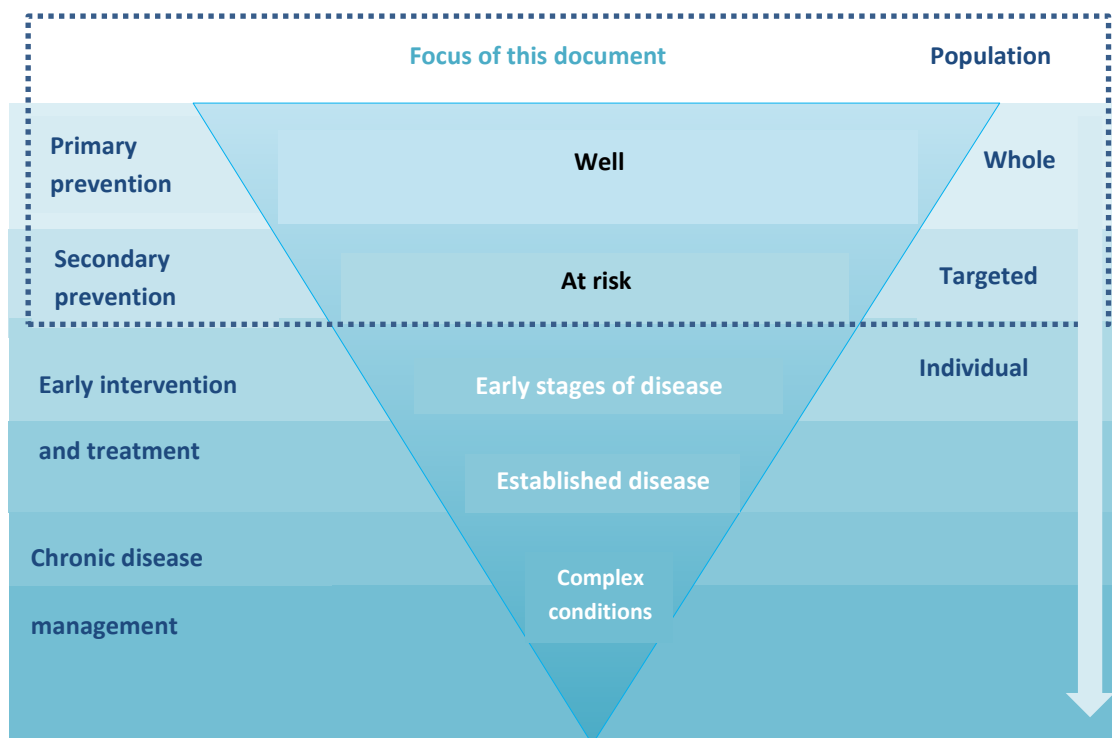 Focus of this document
Population
Primary
prevention
Well
Whole
Secondary
prevention
At risk
Targeted
Early intervention
and treatment
Early stages of disease
Individual
Established disease
Chronic disease
management
Complex
conditions